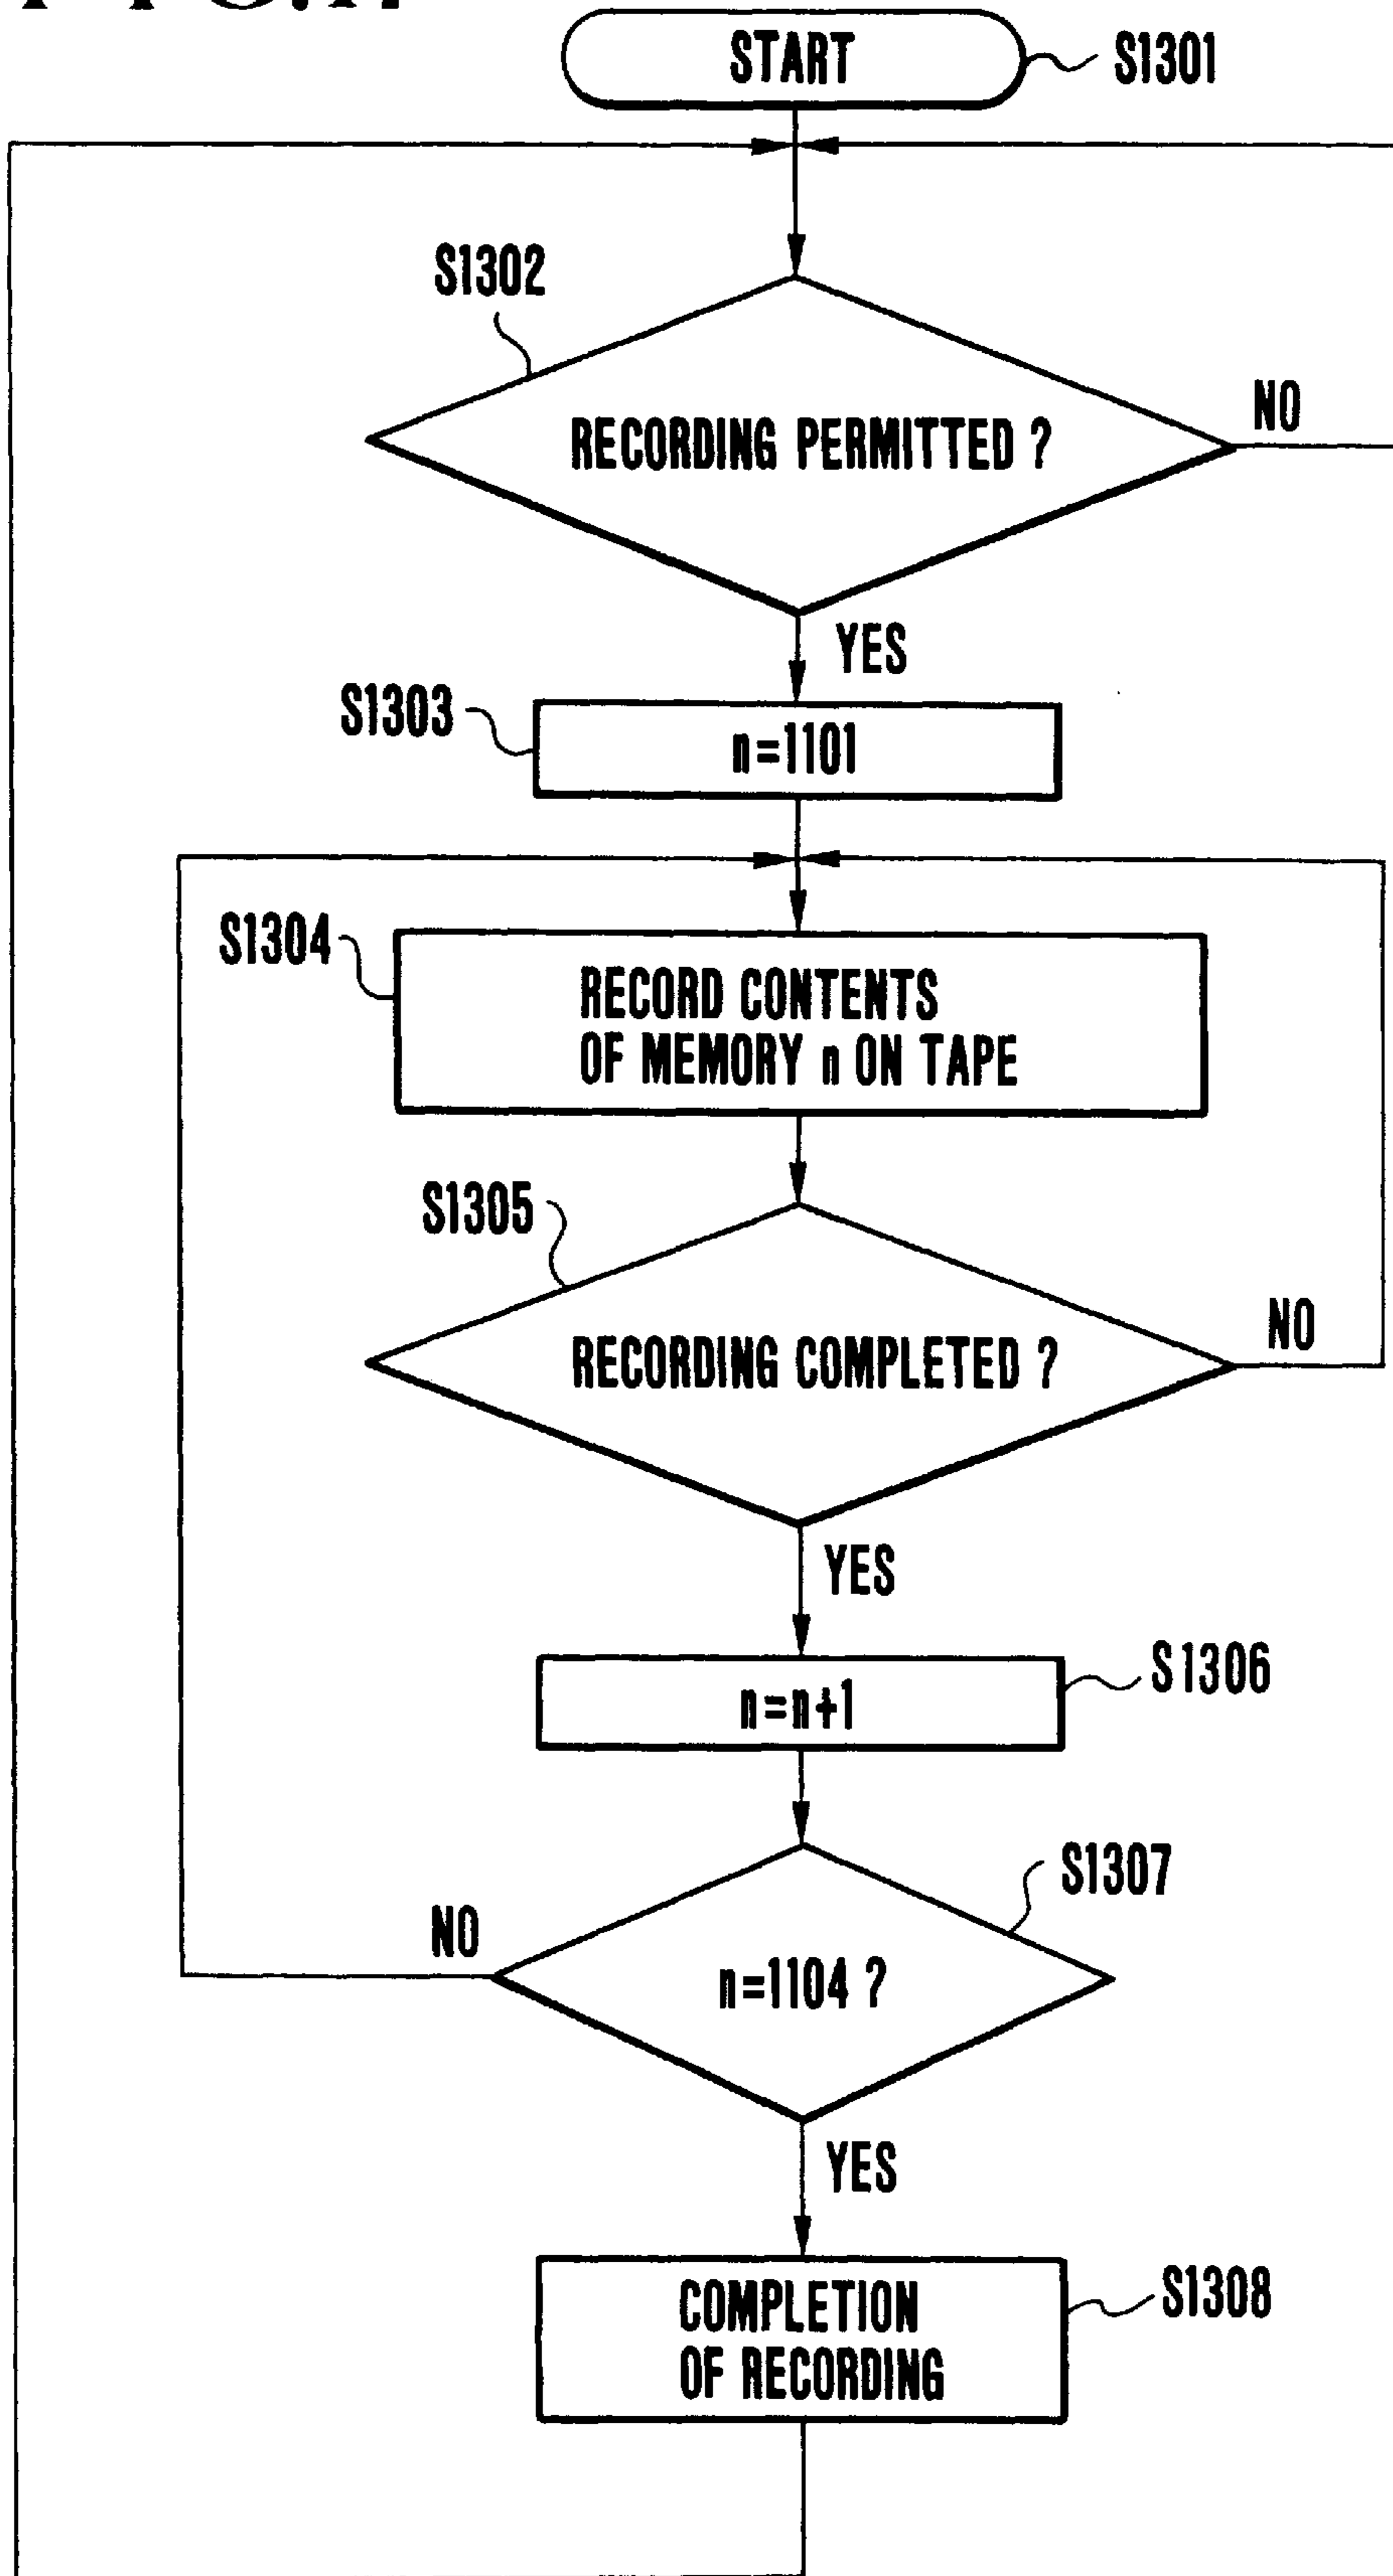 START
S1301
S1302
RECORDING PERMITTED ?
NO
YES
S1303
n=1101
S1304
RECORD CONTENTS
OF MEMORY n ON TAPE
S1305
RECORDING COMPLETED ?
NO
YES
S1306
n=n+1
S1307
NO
n=1104 ?
YES
COMPLETION
OF RECORDING
S1308